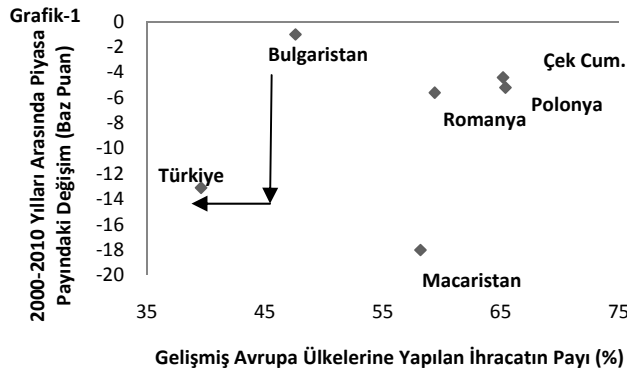 Grafik-1
2000-2010 Yılları Arasında Piyasa
Payındaki Değişim (Baz Puan)
0
-2
-4
-6
-8
-10
-12
-14
-16
-18
-20
Bulgaristan
Çek Cum.
Polonya
Romanya
Türkiye
Macaristan
35 45 55 65 75
Gelişmiş Avrupa Ülkelerine Yapılan İhracatın Payı (%)